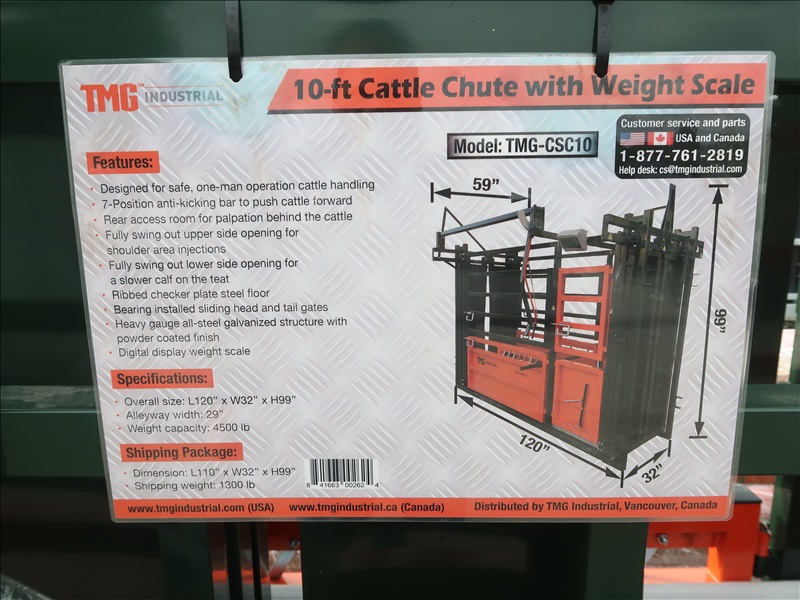 TMG™ INDUSTRIAL
10-ft Cattle Chute with Weight Scale
Model: TMG-CSC10
Customer service and parts
USA and Canada
1-877-761-2819
Help desk: cs@tmgindustrial.com
Features:
• Designed for safe, one-man operation cattle handling
• 7-Position anti-kicking bar to push cattle forward
• Rear access room for palpation behind the cattle
• Fully swing out upper side opening for
shoulder area injections
• Fully swing out lower side opening for
a slower calf on the teat
• Ribbed checker plate steel floor
• Bearing installed sliding head and tail gates
• Heavy gauge all-steel galvanized structure with
powder coated finish
• Digital display weight scale
Specifications:
• Overall size: L120” x W32” x H99”
• Alleyway width: 29”
• Weight capacity: 4500 lb
Shipping Package:
• Dimension: L110” x W32” x H99”
• Shipping weight: 1300 lb
59”
99”
TMG
120”
32”
8 41663 00262 4
www.tmgindustrial.com (USA) www.tmgindustrial.ca (Canada) Distributed by TMG Industrial, Vancouver, Canada